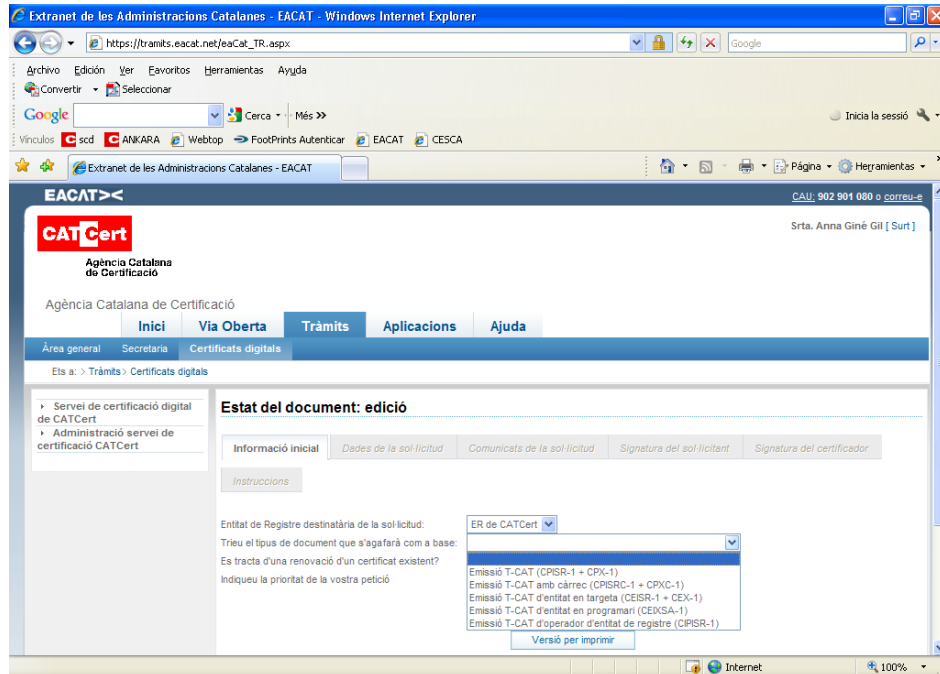 Extranet de les Administracions Catalanes - EACAT - Windows Internet Explorer
https://tramits.eacat.net/eaCat_TR.aspx
Google
Archivo Edición Ver Favoritos Herramientas Ayuda
Convertir Seleccionar
Google Cerca Més >> Inicia la sessió
Vínculos scd ANKARA Webtop FootPrints Autenticar EACAT CESCA
Extranet de les Administracions Catalanes - EACAT Página Herramientas
EACAT>< CAU: 902 901 080 o correu-e
CATCert Srta. Anna Giné Gil [ Surt ]
Agència Catalana
de Certificació
Agència Catalana de Certificació
Inici Via Oberta Tràmits Aplicacions Ajuda
Àrea general Secretaria Certificats digitals
Ets a: > Tràmits > Certificats digitals
Servei de certificació digital
de CATCert
Administració servei de
certificació CATCert
Estat del document: edició
Informació inicial Dades de la sol·licitud Comunicats de la sol·licitud Signatura del sol·licitant Signatura del certificador
Instruccions
Entitat de Registre destinatària de la sol·licitud: ER de CATCert
Trieu el tipus de document que s'agafarà com a base:
Es tracta d'una renovació d'un certificat existent?
Indiqueu la prioritat de la vostra petició
Emissió T-CAT (CPISR-1 + CPX-1)
Emissió T-CAT amb càrrec (CPISRC-1 + CPXC-1)
Emissió T-CAT d'entitat en targeta (CEISR-1 + CEX-1)
Emissió T-CAT d'entitat en programari (CEIXSA-1)
Emissió T-CAT d'operador d'entitat de registre (CIPISR-1)
Versió per imprimir
Internet 100%